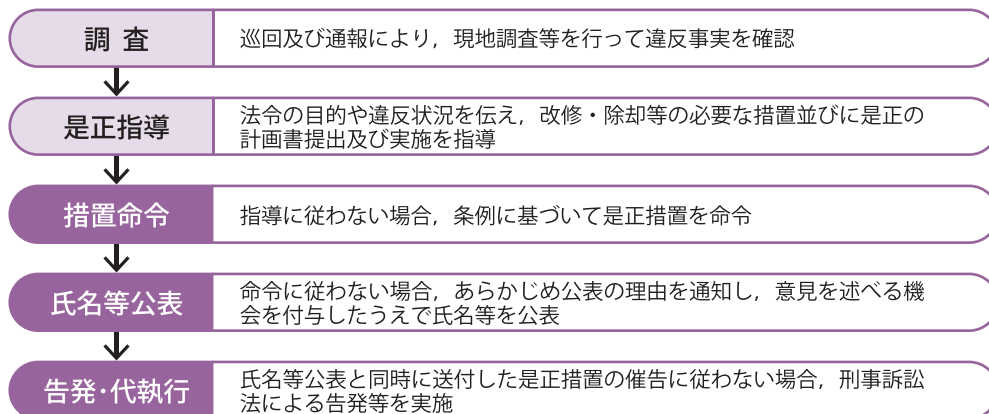 調 査
巡回及び通報により，現地調査等を行って違反事実を確認
是正指導
法令の目的や違反状況を伝え，改修・除却等の必要な措置並びに是正の
計画書提出及び実施を指導
措置命令
指導に従わない場合，条例に基づいて是正措置を命令
氏名等公表
命令に従わない場合，あらかじめ公表の理由を通知し，意見を述べる機
会を付与したうえで氏名等を公表
告発・代執行
氏名等公表と同時に送付した是正措置の催告に従わない場合，刑事訴訟
法による告発等を実施